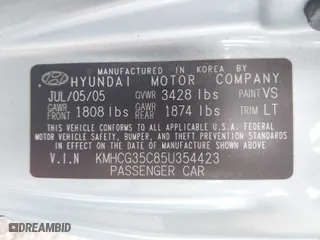 MANUFACTURED IN KOREA BY
HYUNDAI MOTOR COMPANY
JUL/05/05 GVWR 3428 lbs PAINT VS
GAWR FRONT 1808 lbs GAWR REAR 1874 lbs TRIM LT
THIS VEHICLE CONFORMS TO ALL APPLICABLE U.S. FEDERAL
MOTOR VEHICLE SAFETY, BUMPER, AND THEFT PREVENTION
STANDARDS IN EFFECT ON THE DATE OF MANUFACTURE SHOWN ABOVE.
V.I.N KMHCG35C85U354423
PASSENGER CAR